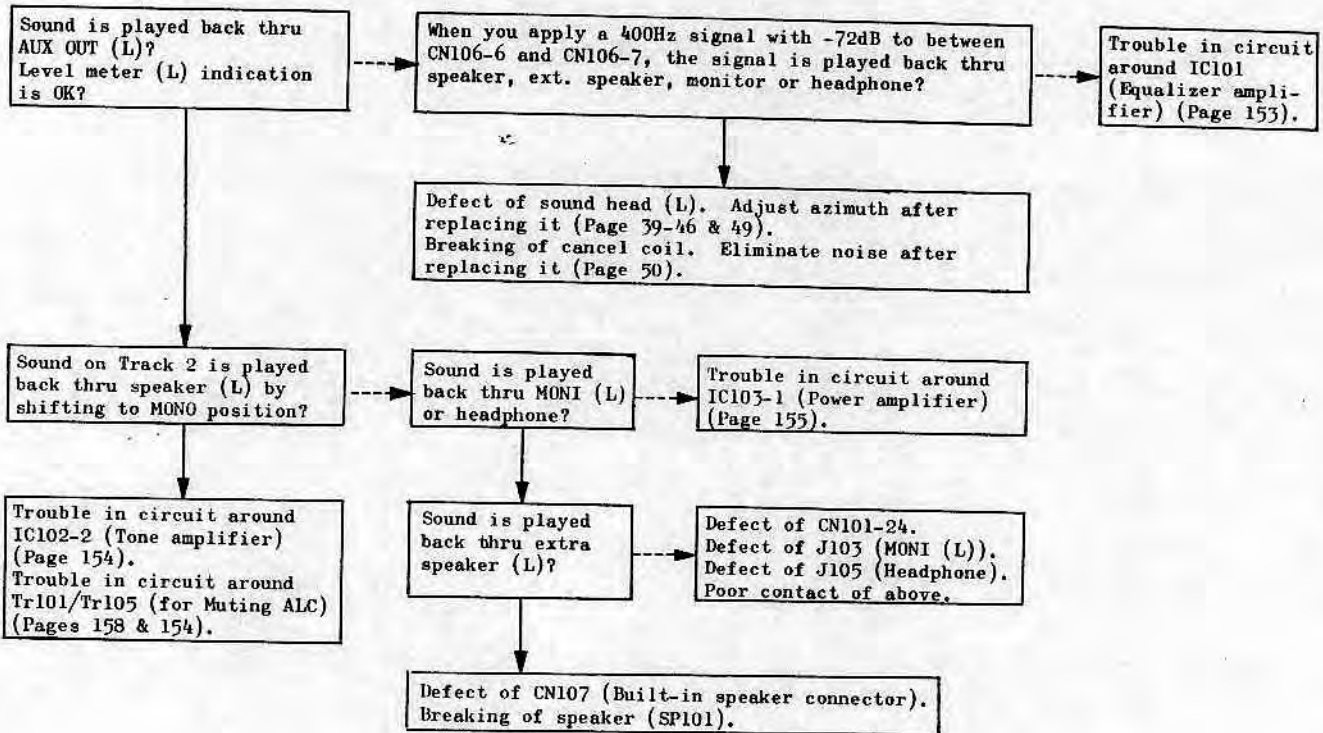 Sound is played back thru
AUX OUT (L)?
Level meter (L) indication
is OK?
When you apply a 400Hz signal with -72dB to between
CN106-6 and CN106-7, the signal is played back thru
speaker, ext. speaker, monitor or headphone?
Trouble in circuit
around IC101
(Equalizer ampli-
fier) (Page 153).
Defect of sound head (L). Adjust azimuth after
replacing it (Page 39-46 & 49).
Breaking of cancel coil. Eliminate noise after
replacing it (Page 50).
Sound on Track 2 is played
back thru speaker (L) by
shifting to MONO position?
Sound is played
back thru MONI (L)
or headphone?
Trouble in circuit around
IC103-1 (Power amplifier)
(Page 155).
Trouble in circuit around
IC102-2 (Tone amplifier)
(Page 154).
Trouble in circuit around
Tr101/Tr105 (for Muting ALC)
(Pages 158 & 154).
Sound is played
back thru extra
speaker (L)?
Defect of CN101-24.
Defect of J103 (MONI (L)).
Defect of J105 (Headphone).
Poor contact of above.
Defect of CN107 (Built-in speaker connector).
Breaking of speaker (SP101).